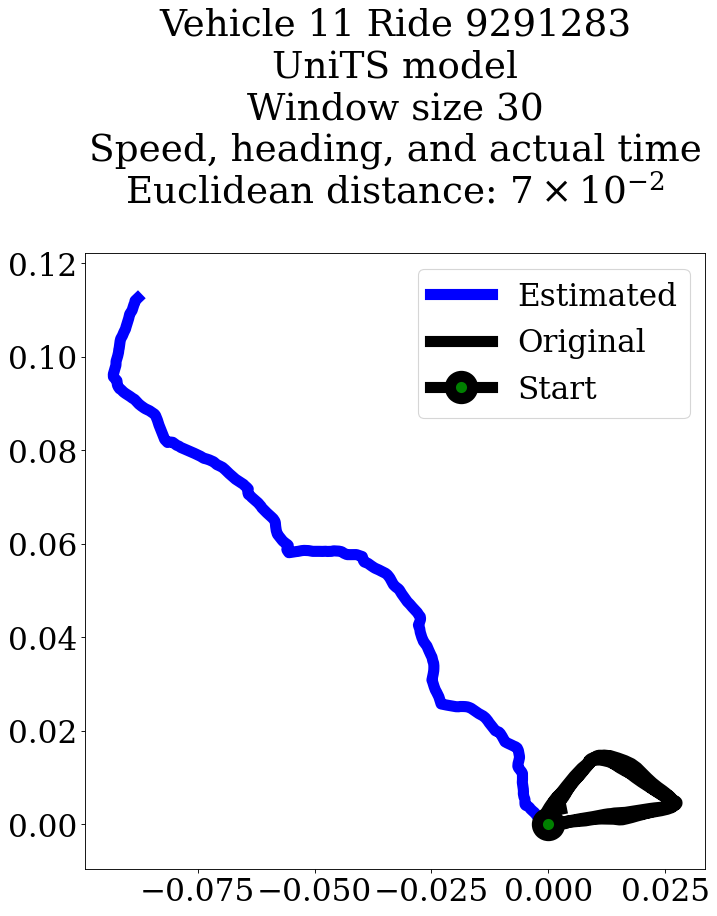 Vehicle 11 Ride 9291283
UniTS model
Window size 30
Speed, heading, and actual time
Euclidean distance: 7 × 10⁻²
0.12
0.10
0.08
0.06
0.04
0.02
0.00
Estimated
Original
Start
−0.075 −0.050 −0.025 0.000 0.025